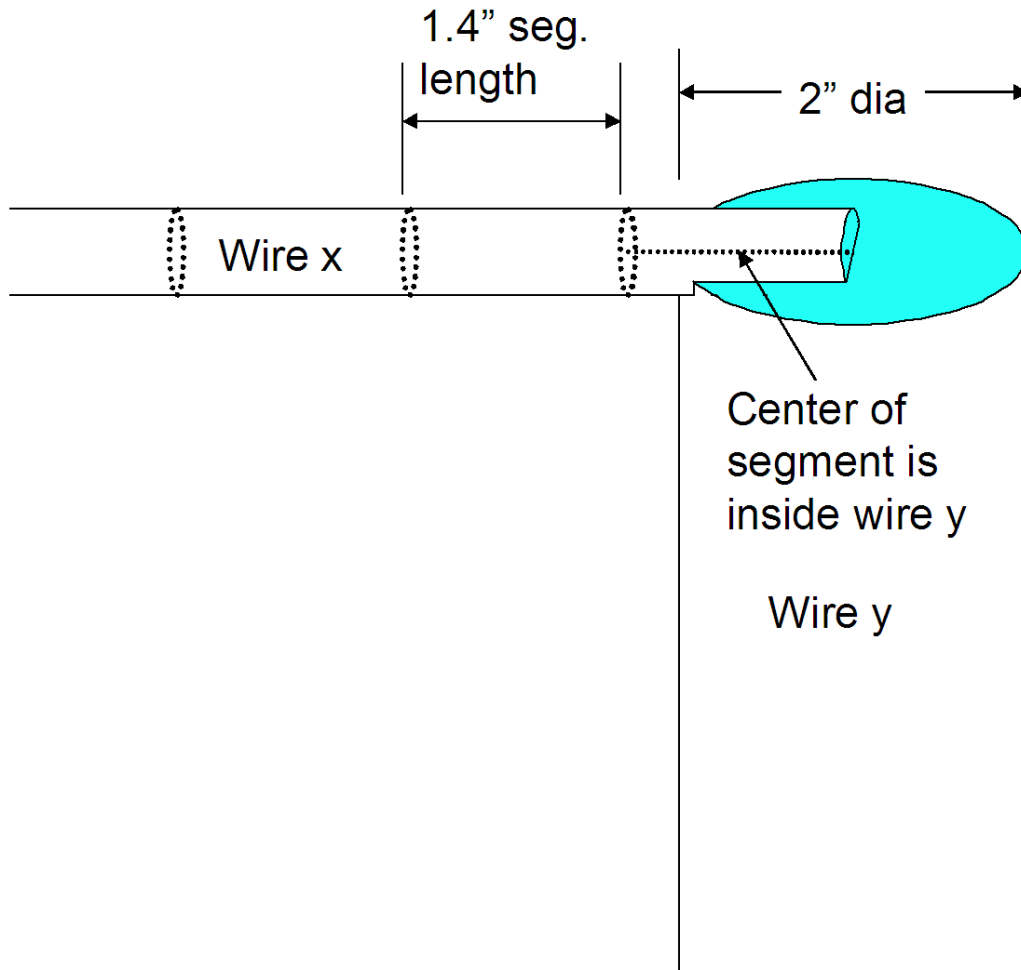 1.4” seg.
length
2” dia
Wire x
Center of
segment is
inside wire y
Wire y